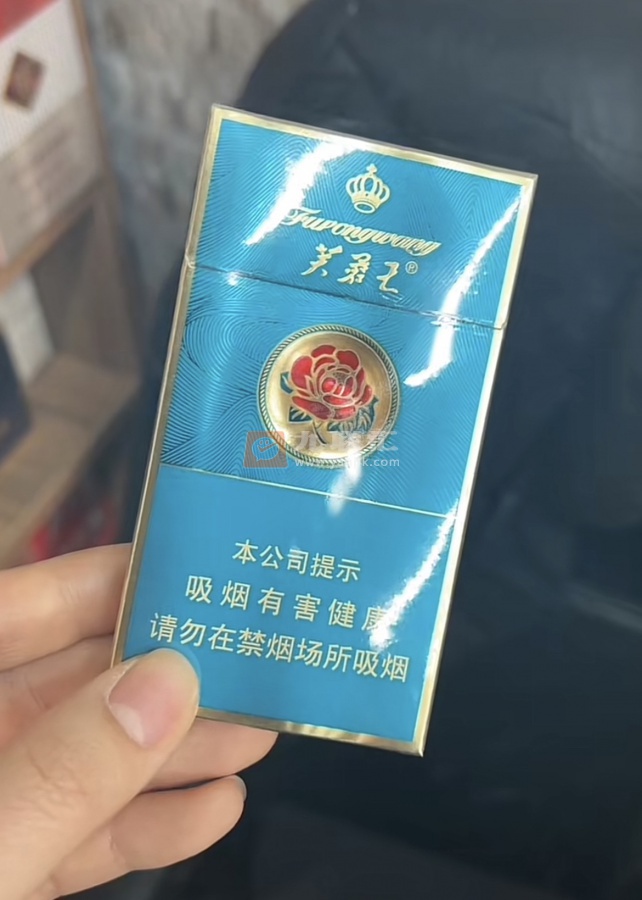 Furongwang
芙蓉王®
本公司提示
吸烟有害健康
请勿在禁烟场所吸烟